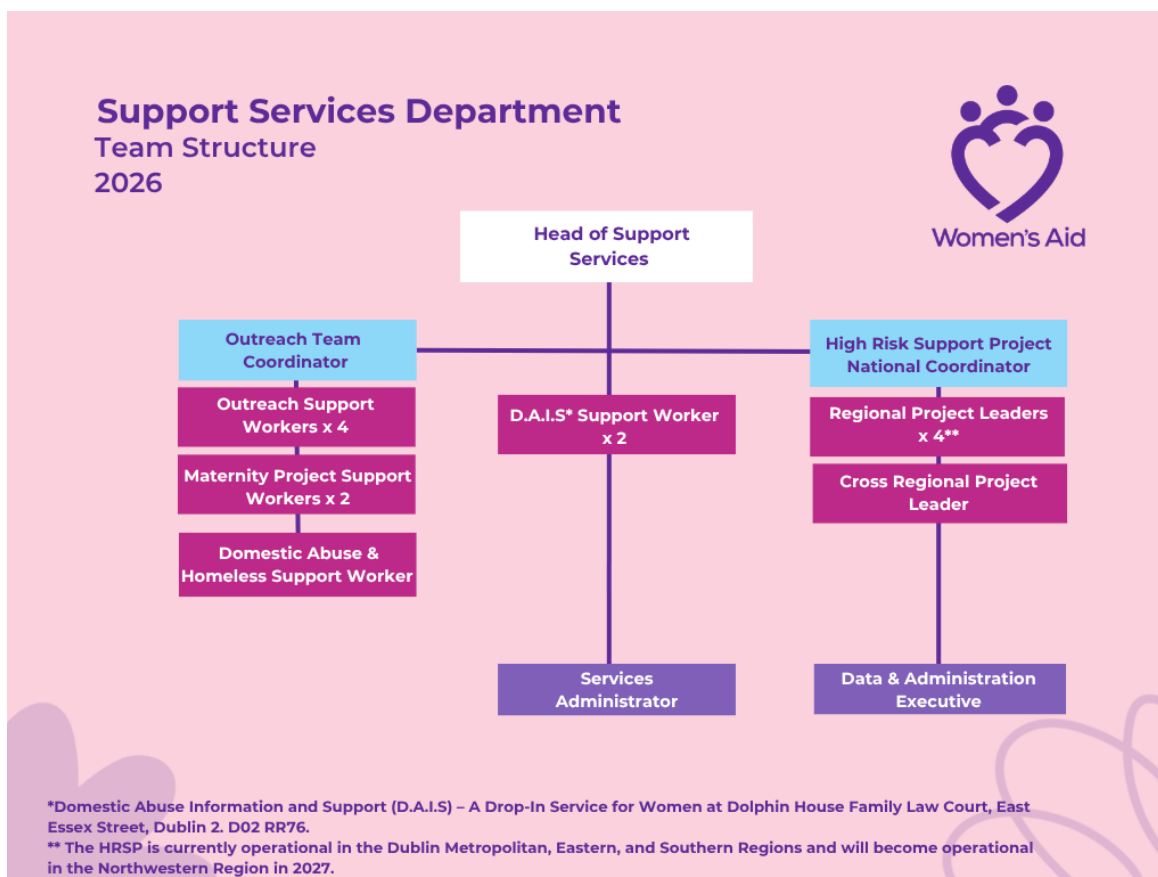 Support Services Department
Team Structure
2026
Women's Aid
Head of Support
Services
Outreach Team
Coordinator
High Risk Support Project
National Coordinator
Outreach Support
Workers x 4
D.A.I.S* Support Worker
x 2
Regional Project Leaders
x 4**
Maternity Project Support
Workers x 2
Cross Regional Project
Leader
Domestic Abuse &
Homeless Support Worker
Services
Administrator
Data & Administration
Executive
*Domestic Abuse Information and Support (D.A.I.S) – A Drop-In Service for Women at Dolphin House Family Law Court, East
Essex Street, Dublin 2. D02 RR76.
** The HRSP is currently operational in the Dublin Metropolitan, Eastern, and Southern Regions and will become operational
in the Northwestern Region in 2027.